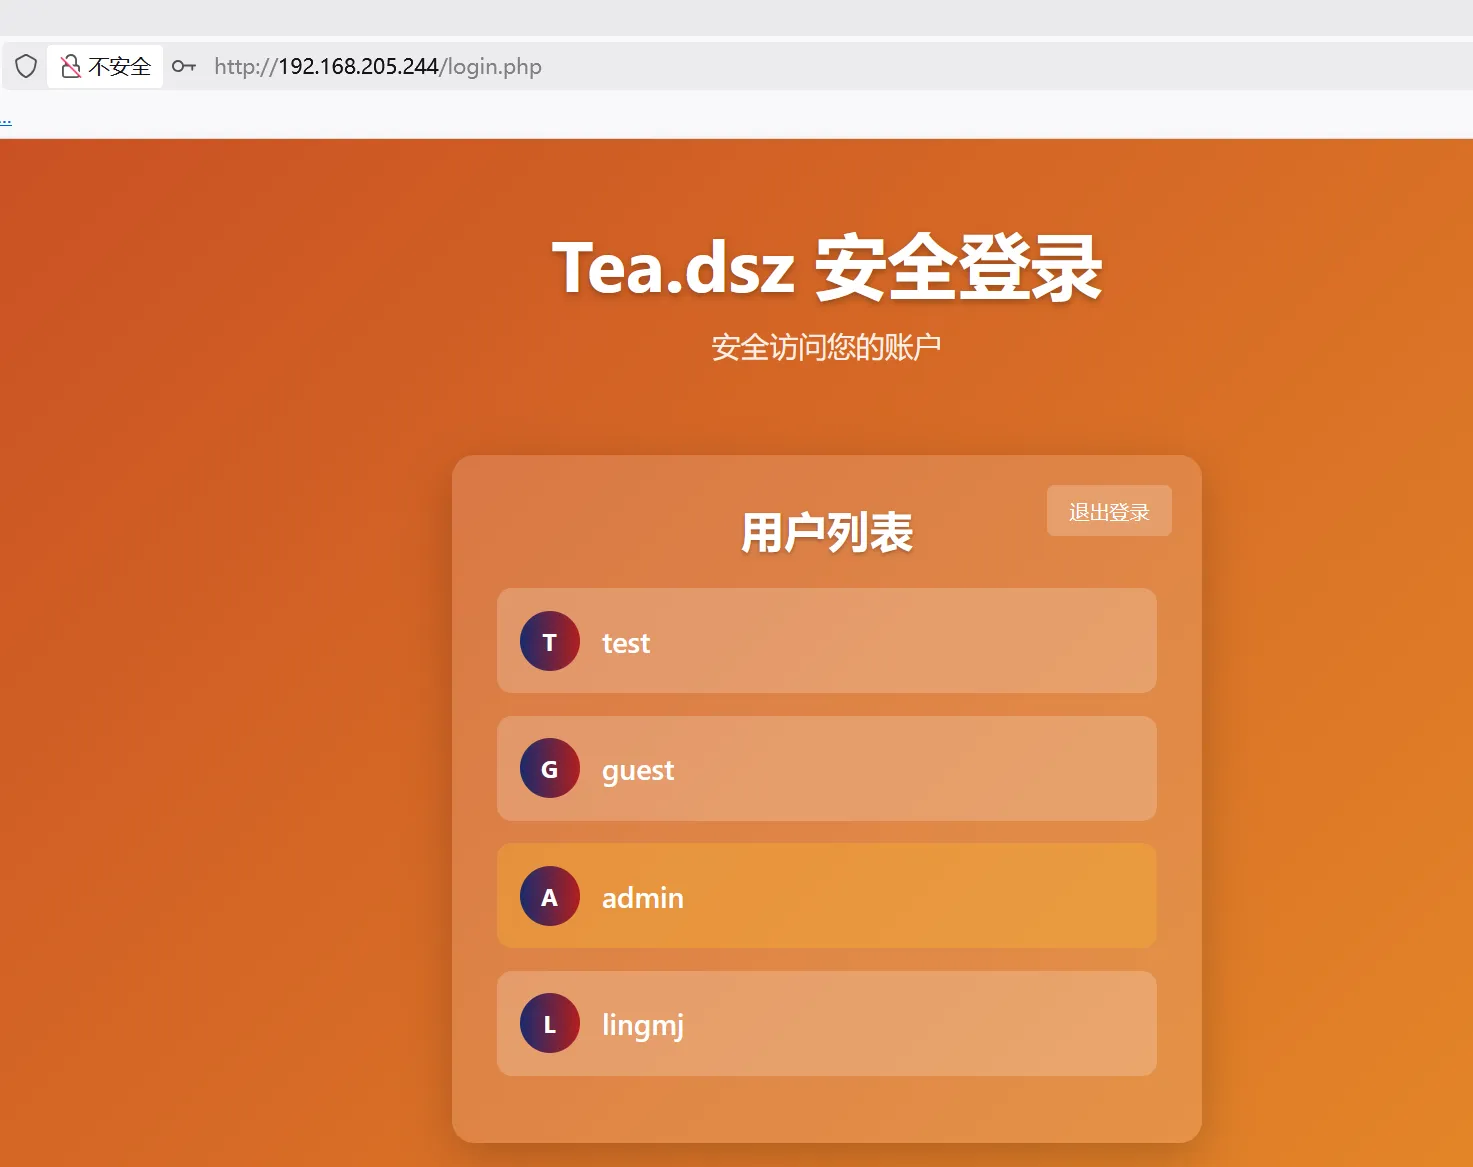 不安全 http://192.168.205.244/login.php
...
Tea.dsz 安全登录
安全访问您的账户
退出登录
用户列表
T test
G guest
A admin
L lingmj